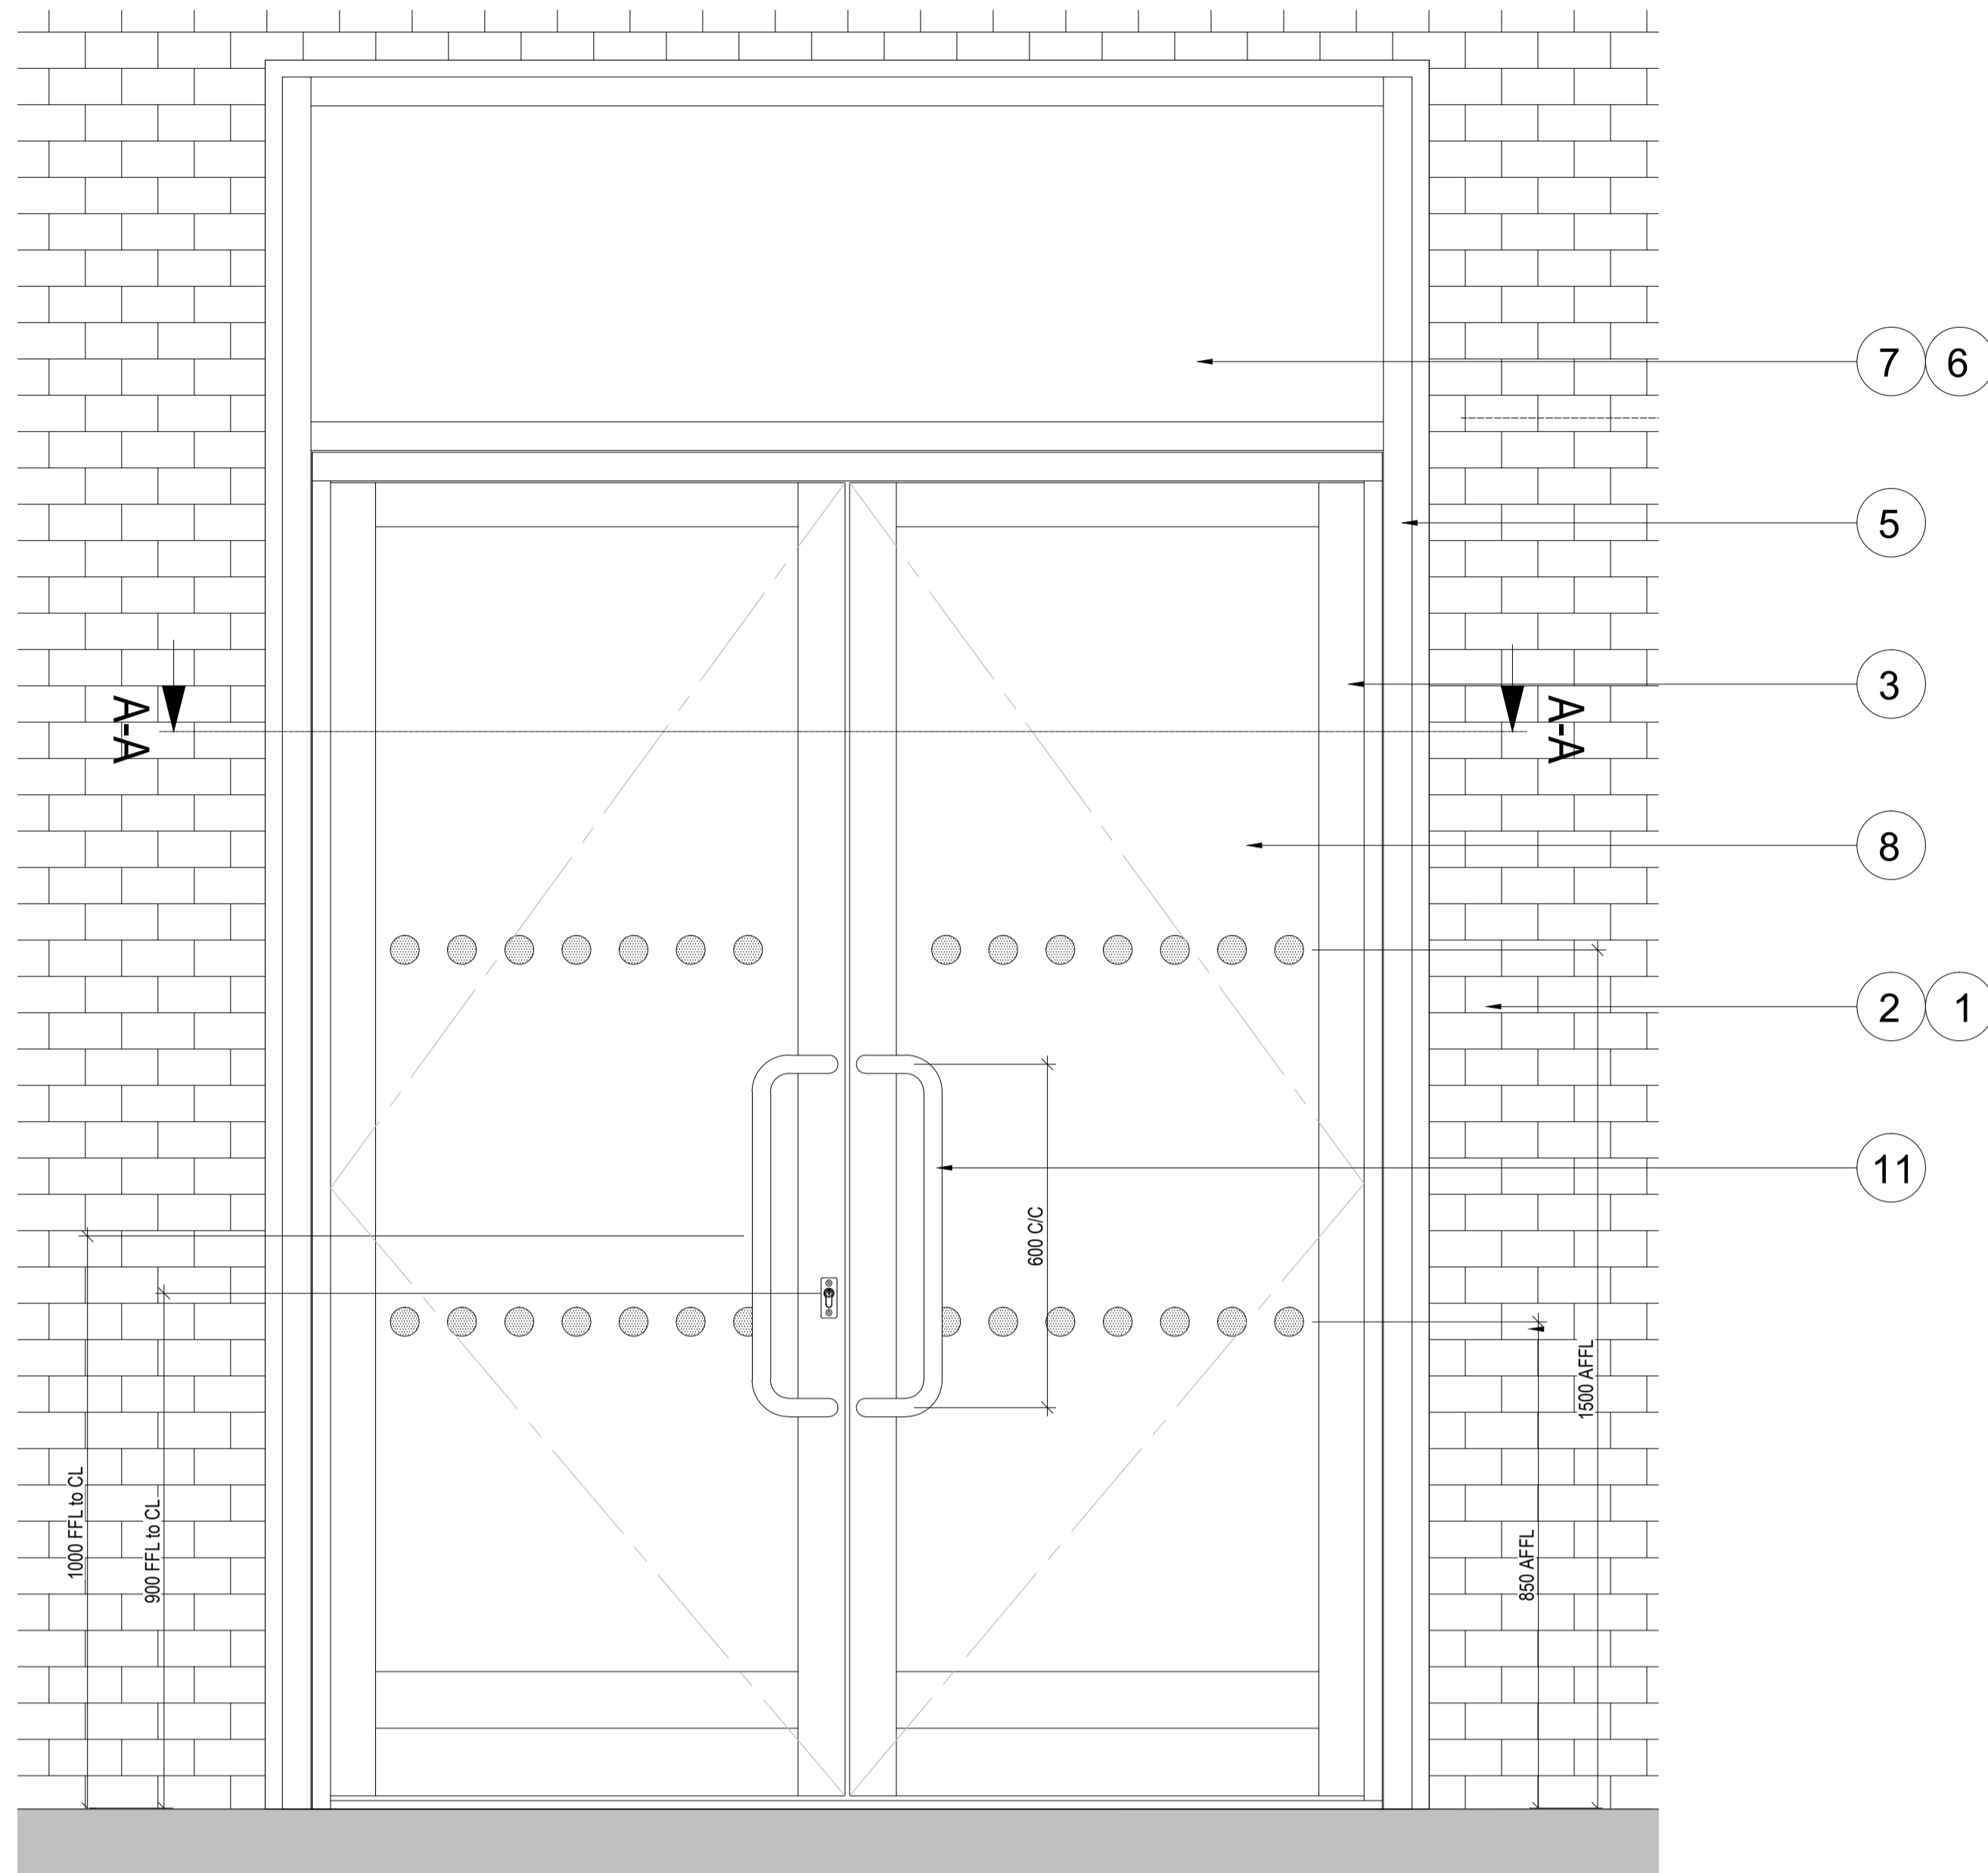 7 6
5
3
A-A
A-A
8
2 1
11
600 C/C
1500 AFFL
850 AFFL
1000 FFL to CL
900 FFL to CL